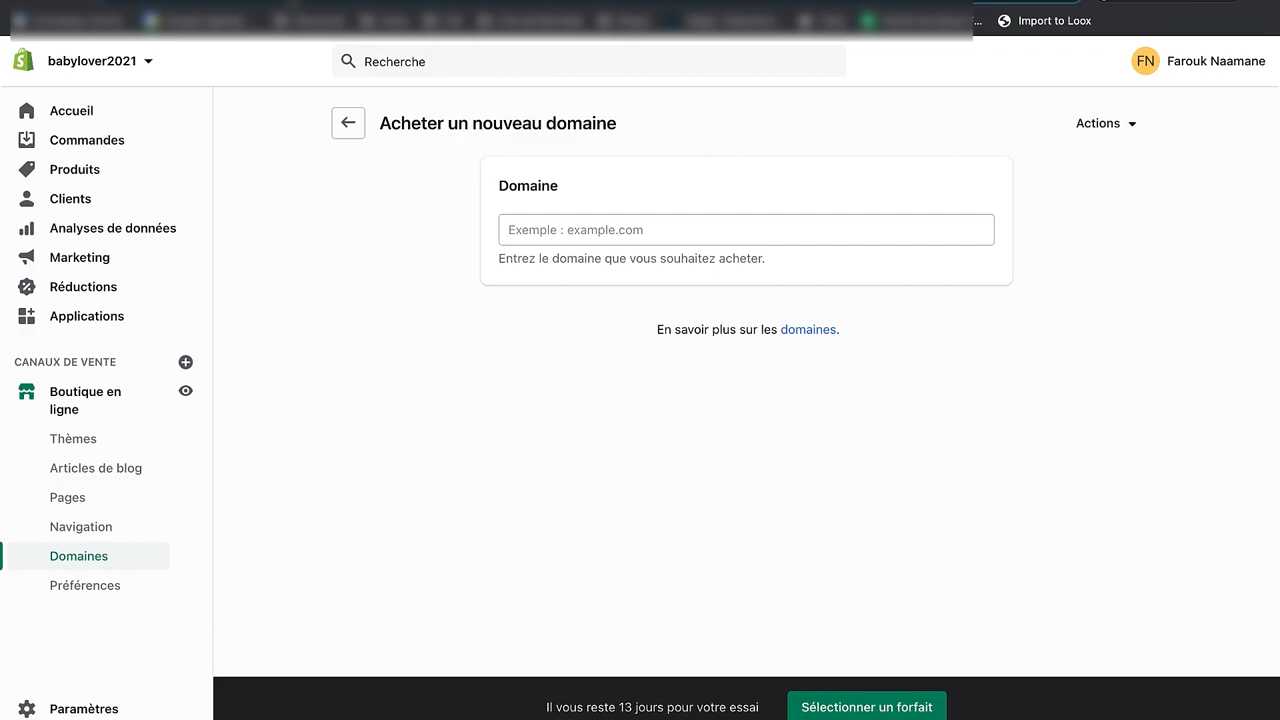 Import to Loox
babylover2021
Recherche
FN
Farouk Naamane
Accueil
Commandes
Produits
Clients
Analyses de données
Marketing
Réductions
Applications
CANAUX DE VENTE
Boutique en
ligne
Thèmes
Articles de blog
Pages
Navigation
Domaines
Préférences
Paramètres
Acheter un nouveau domaine
Actions
Domaine
Exemple : example.com
Entrez le domaine que vous souhaitez acheter.
En savoir plus sur les domaines.
Il vous reste 13 jours pour votre essai
Sélectionner un forfait